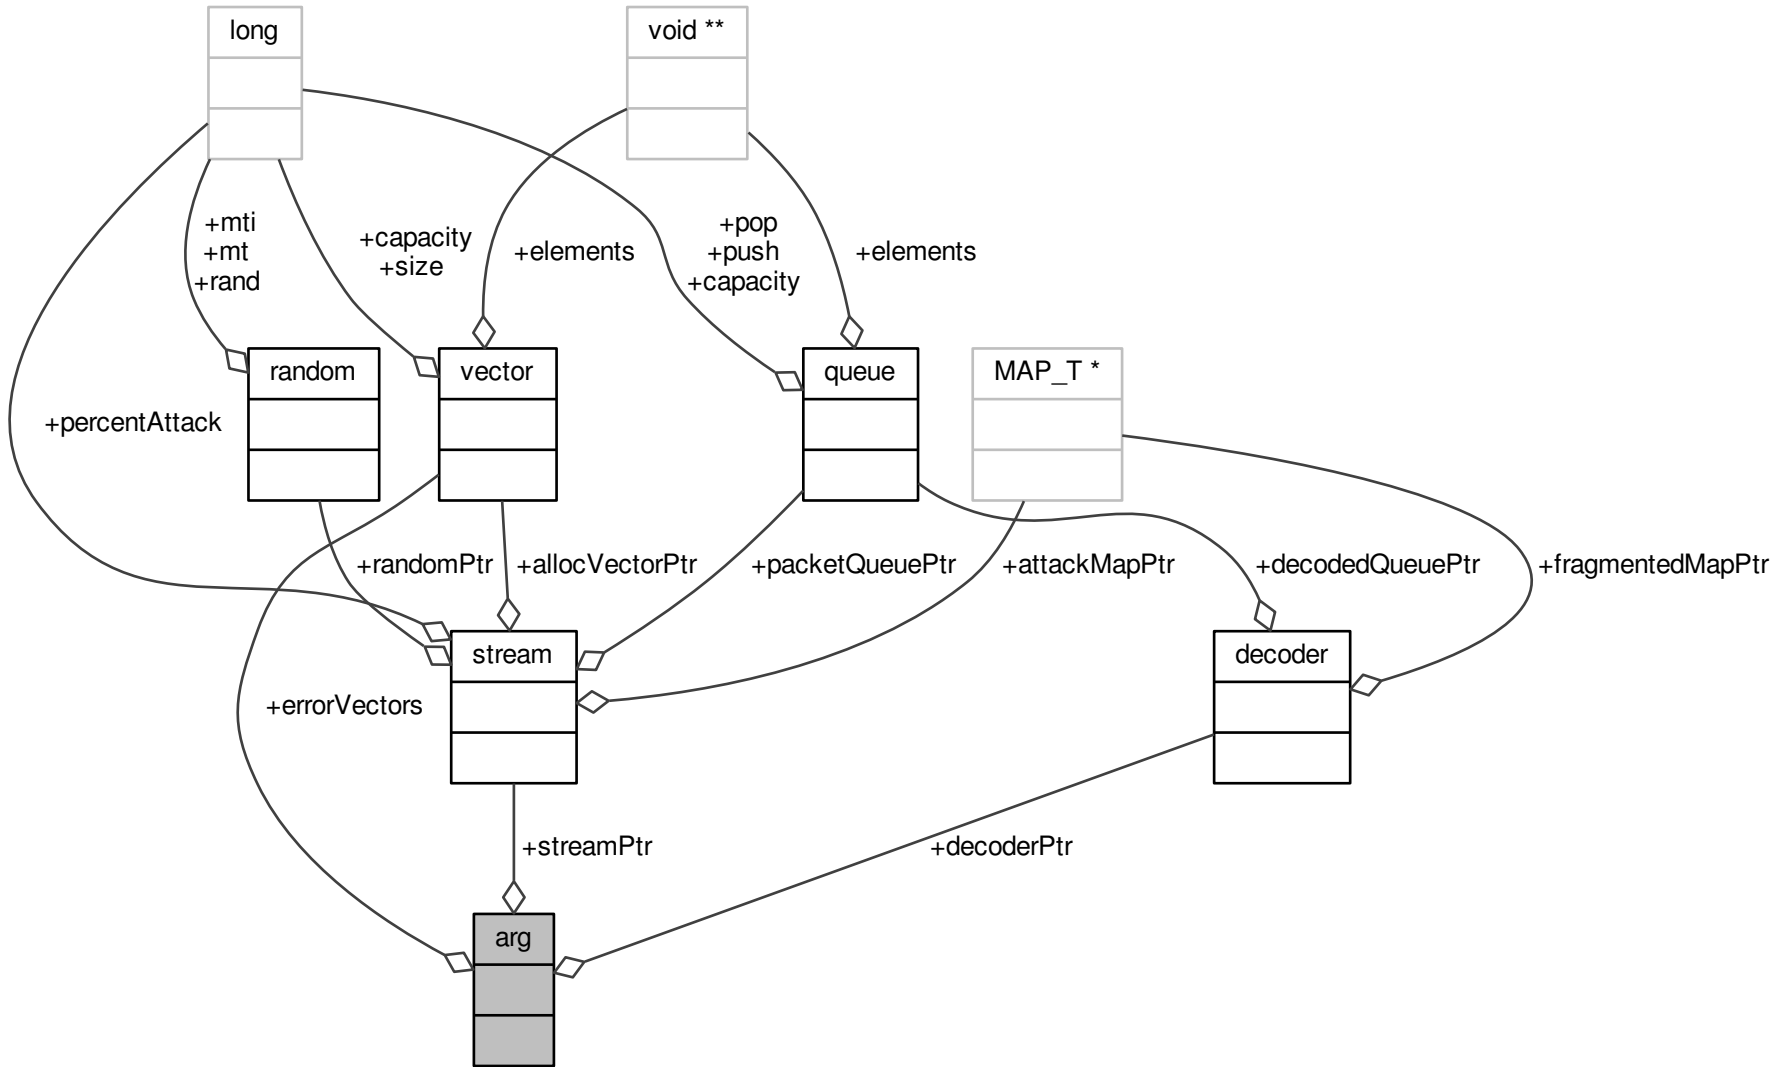 long
void **
+mti
+mt
+rand
+capacity
+size
+elements
+pop
+push
+capacity
+elements
random
vector
queue
MAP_T *
+percentAttack
+randomPtr
+allocVectorPtr
+packetQueuePtr
+attackMapPtr
+decodedQueuePtr
+fragmentedMapPtr
stream
decoder
+errorVectors
+streamPtr
+decoderPtr
arg